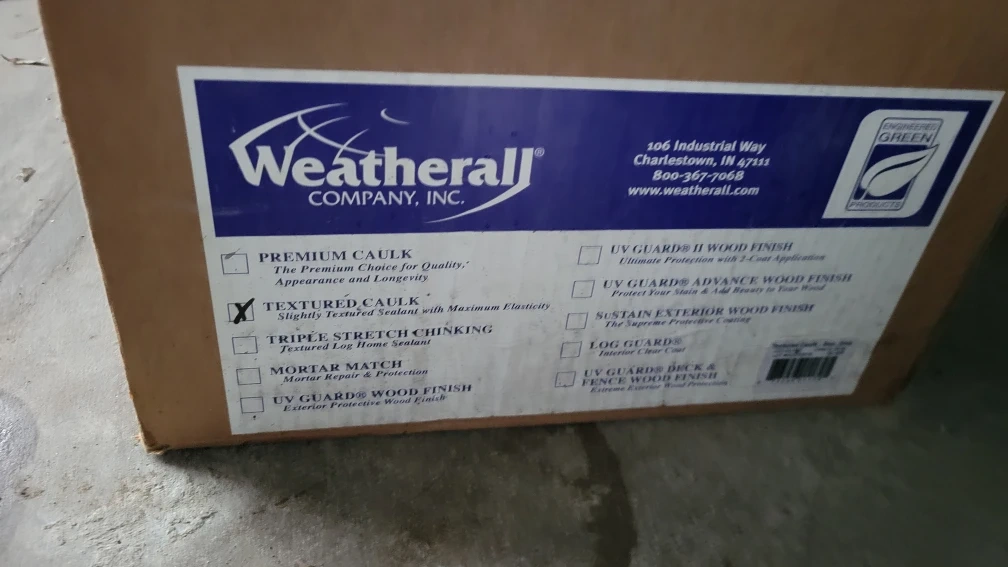 Weatherall®
COMPANY, INC.
106 Industrial Way
Charlestown, IN 47111
800-367-7068
www.weatherall.com
ENGINEERED
GREEN
PRODUCTS
PREMIUM CAULK
The Premium Choice for Quality,
Appearance and Longevity
X TEXTURED CAULK
Slightly Textured Sealant with Maximum Elasticity
TRIPLE STRETCH CHINKING
Textured Log Home Sealant
MORTAR MATCH
Mortar Repair & Protection
UV GUARD® WOOD FINISH
Exterior Protective Wood Finish
UV GUARD® II WOOD FINISH
Ultimate Protection with 2-Coat Application
UV GUARD® ADVANCE WOOD FINISH
Protect Your Stain & Add Beauty to Your Wood
SUSTAIN EXTERIOR WOOD FINISH
The Supreme Protective Coating
LOG GUARD®
Interior Clear Coat
UV GUARD® DECK &
FENCE WOOD FINISH
Extreme Exterior Wood Protection
Textured Caulk